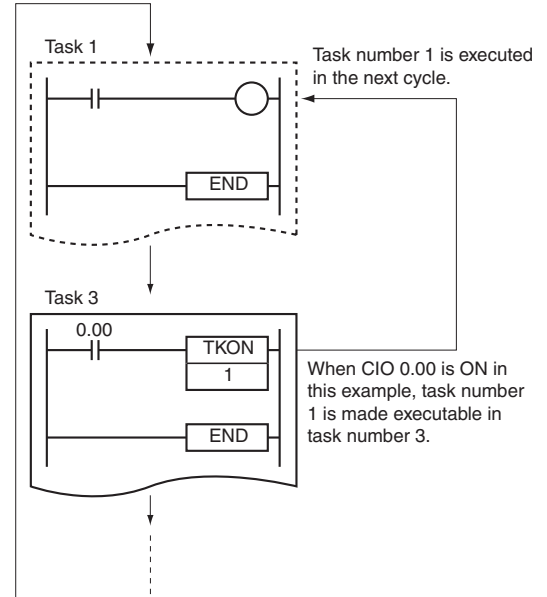 Task 1
Task number 1 is executed
in the next cycle.
END
Task 3
0.00
TKON
1
When CIO 0.00 is ON in
this example, task number
1 is made executable in
task number 3.
END